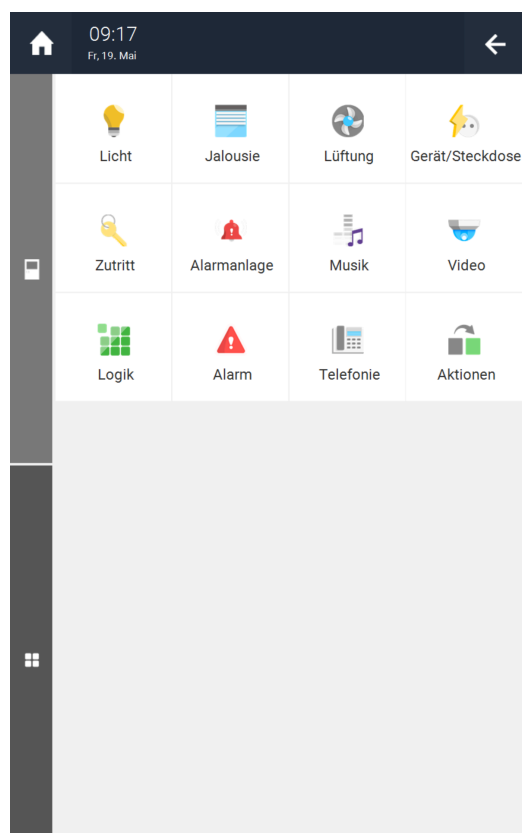 09:17
Fr, 19. Mai
Licht
Jalousie
Lüftung
Gerät/Steckdose
Zutritt
Alarmanlage
Musik
Video
Logik
Alarm
Telefonie
Aktionen